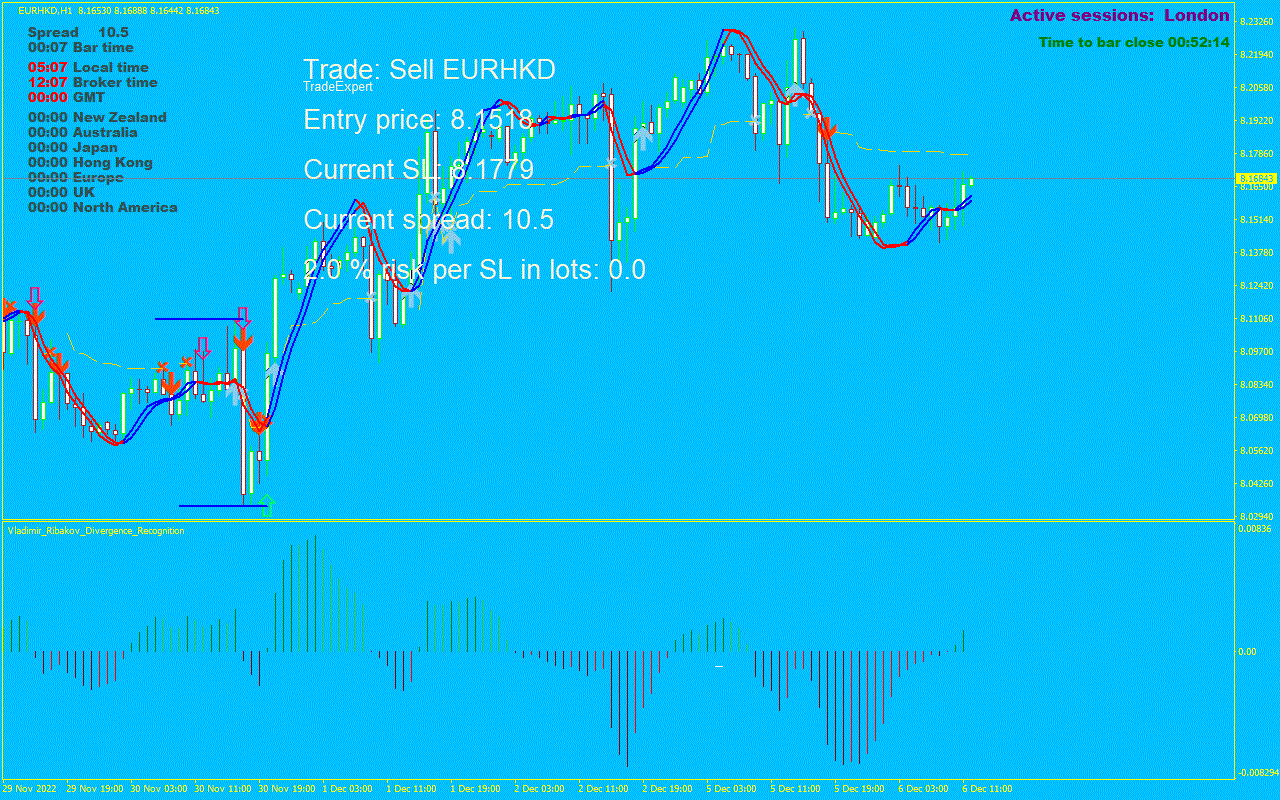 EURHKD,H1 8.16530 8.16888 8.16442 8.16843
Active sessions: London
Time to bar close 00:52:14
Spread 10.5
00:07 Bar time
05:07 Local time
12:07 Broker time
00:00 GMT
00:00 New Zealand
00:00 Australia
00:00 Japan
00:00 Hong Kong
00:00 Europe
00:00 UK
00:00 North America
Trade: Sell EURHKD
TradeExpert
Entry price: 8.1518
Current SL: 8.1779
Current spread: 10.5
2.0 % risk per SL in lots: 0.0
8.23260
8.21940
8.20580
8.19220
8.17860
8.16843
8.16500
8.15140
8.13780
8.12420
8.11060
8.09700
8.08340
8.06980
8.05620
8.04260
8.02940
Vladimir_Ribakov_Divergence_Recognition
0.00836
0.00
-0.008294
29 Nov 2022
29 Nov 19:00
30 Nov 03:00
30 Nov 11:00
30 Nov 19:00
1 Dec 03:00
1 Dec 11:00
1 Dec 19:00
2 Dec 03:00
2 Dec 11:00
2 Dec 19:00
5 Dec 03:00
5 Dec 11:00
5 Dec 19:00
6 Dec 03:00
6 Dec 11:00